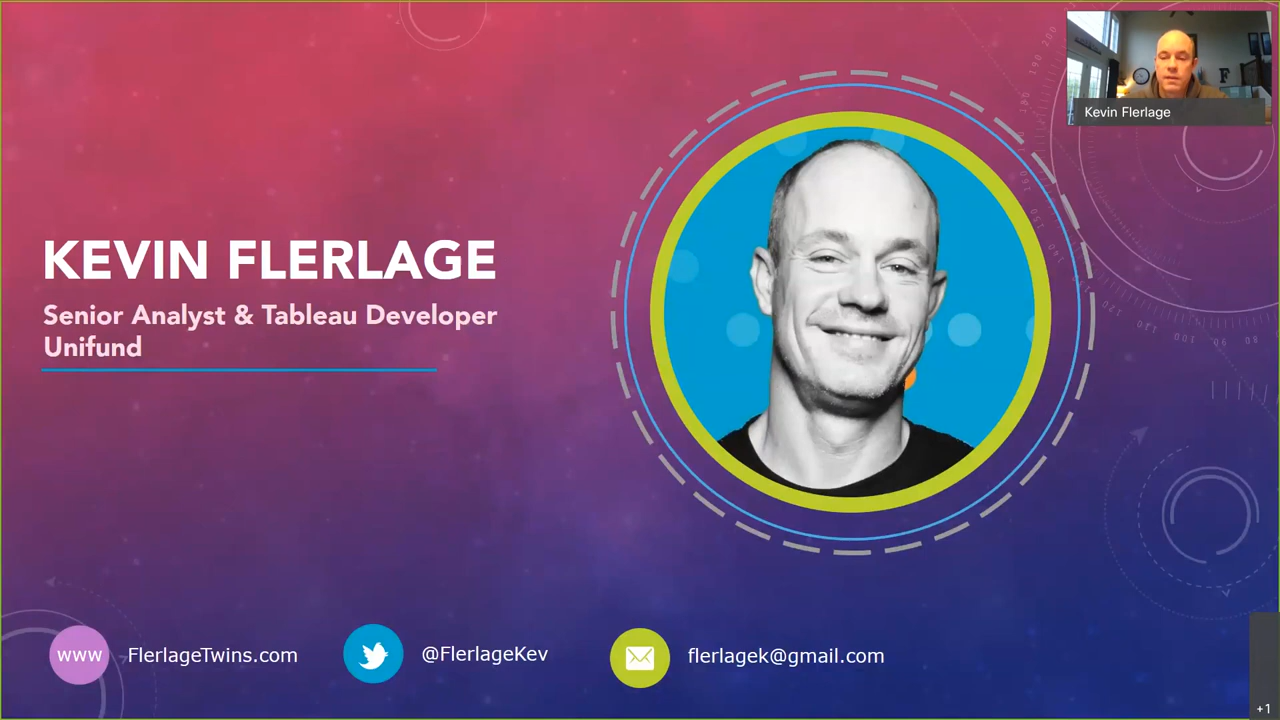 Kevin Flerlage
KEVIN FLERLAGE
Senior Analyst & Tableau Developer
Unifund
www
FlerlageTwins.com
@FlerlageKev
flerlagek@gmail.com
+1